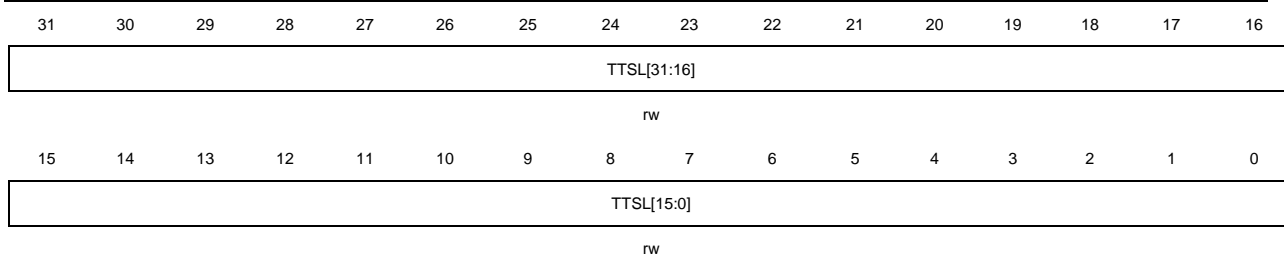 31 30 29 28 27 26 25 24 23 22 21 20 19 18 17 16
TTSL[31:16]
rw
15 14 13 12 11 10 9 8 7 6 5 4 3 2 1 0
TTSL[15:0]
rw